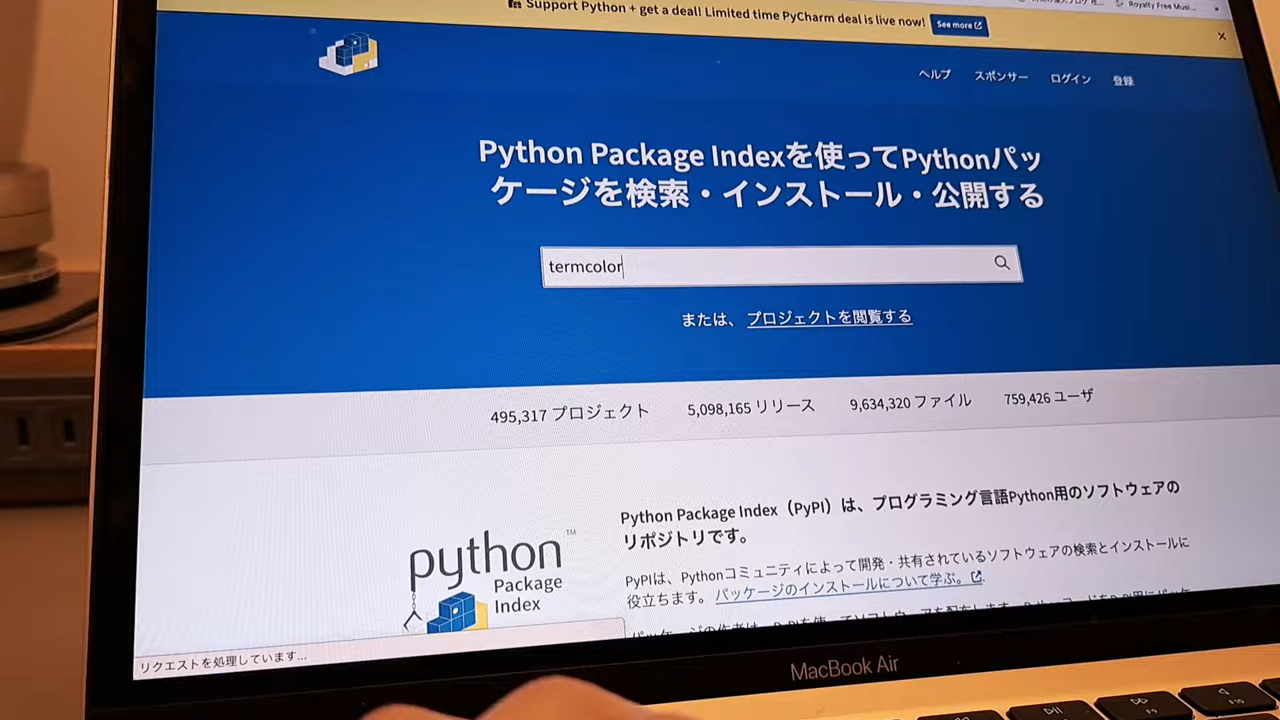 Royalty Free Musi...
Support Python + get a deal! Limited time PyCharm deal is live now! See more
ヘルプ スポンサー ログイン 登録
Python Package Indexを使ってPythonパッ
ケージを検索・インストール・公開する
termcolor
または、 プロジェクトを閲覧する
495,317 プロジェクト 5,098,165 リリース 9,634,320 ファイル 759,426 ユーザ
python™
Package
Index
Python Package Index（PyPI）は、プログラミング言語Python用のソフトウェアの
リポジトリです。
PyPIは、Pythonコミュニティによって開発・共有されているソフトウェアの検索とインストールに
役立ちます。 パッケージのインストールについて学ぶ。.
リクエストを処理しています...
MacBook Air
F9
F10